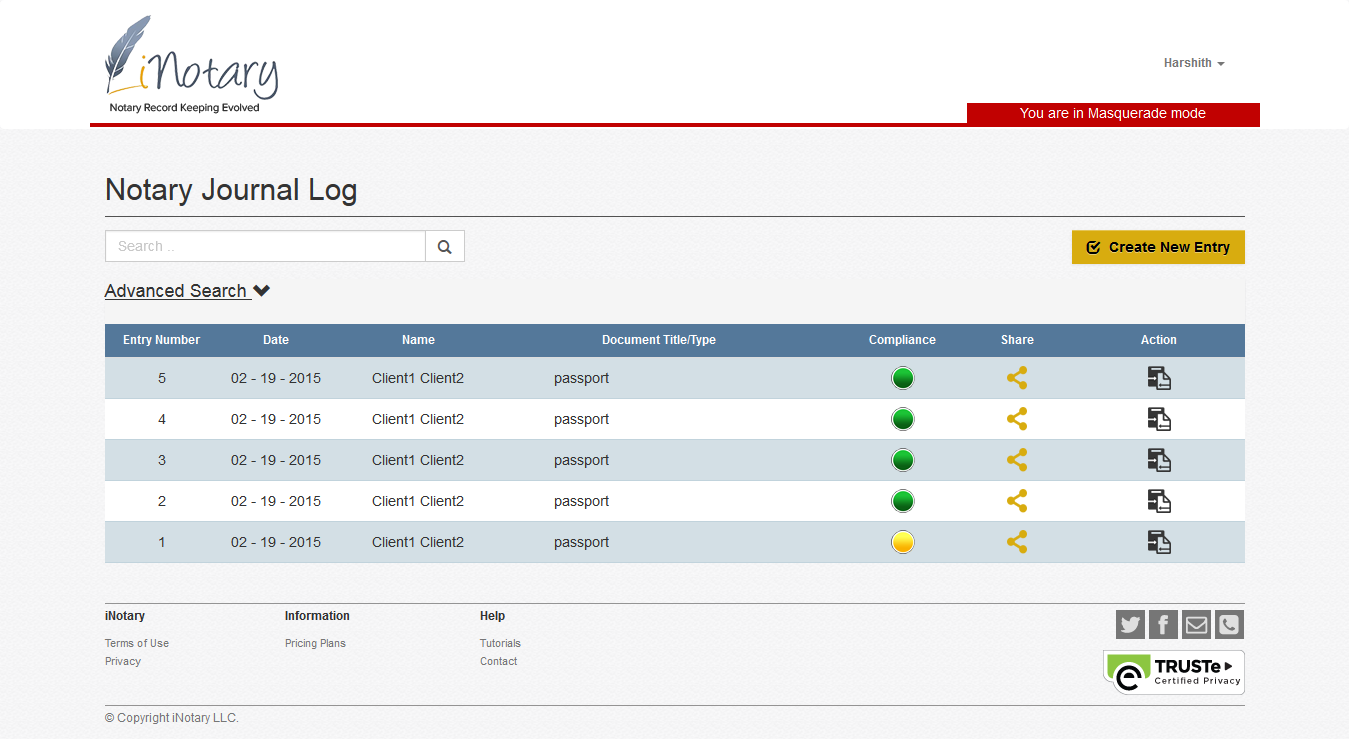 iNotary
Notary Record Keeping Evolved
Harshith
You are in Masquerade mode
Notary Journal Log
Search ..
Create New Entry
Advanced Search
Entry Number Date Name Document Title/Type Compliance Share Action
5 02 - 19 - 2015 Client1 Client2 passport
4 02 - 19 - 2015 Client1 Client2 passport
3 02 - 19 - 2015 Client1 Client2 passport
2 02 - 19 - 2015 Client1 Client2 passport
1 02 - 19 - 2015 Client1 Client2 passport
iNotary Information Help
Terms of Use Pricing Plans Tutorials
Privacy Contact
TRUSTe
Certified Privacy
© Copyright iNotary LLC.